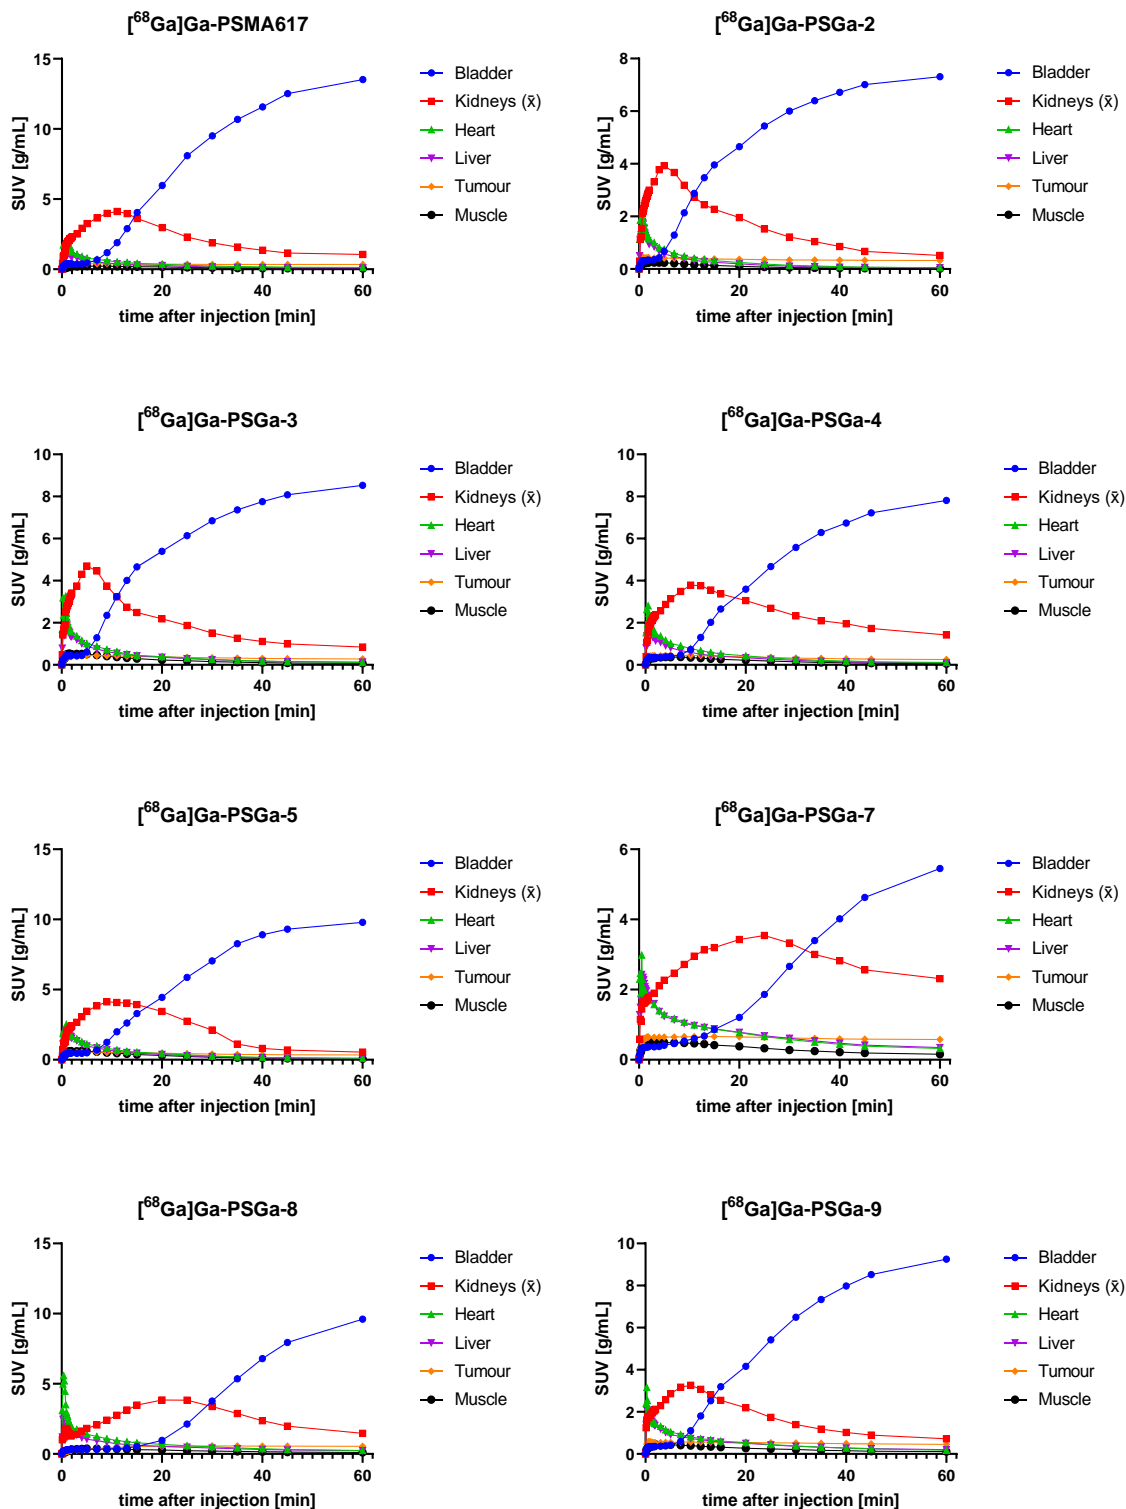 [⁶⁸Ga]Ga-PSMA617
15
10
5
0
0
20
40
60
SUV [g/mL]
time after injection [min]
Bladder
Kidneys (x̄)
Heart
Liver
Tumour
Muscle
[⁶⁸Ga]Ga-PSGa-2
8
6
4
2
0
0
20
40
60
SUV [g/mL]
time after injection [min]
Bladder
Kidneys (x̄)
Heart
Liver
Tumour
Muscle
[⁶⁸Ga]Ga-PSGa-3
10
8
6
4
2
0
0
20
40
60
SUV [g/mL]
time after injection [min]
Bladder
Kidneys (x̄)
Heart
Liver
Tumour
Muscle
[⁶⁸Ga]Ga-PSGa-4
10
8
6
4
2
0
0
20
40
60
SUV [g/mL]
time after injection [min]
Bladder
Kidneys (x̄)
Heart
Liver
Tumour
Muscle
[⁶⁸Ga]Ga-PSGa-5
15
10
5
0
0
20
40
60
SUV [g/mL]
time after injection [min]
Bladder
Kidneys (x̄)
Heart
Liver
Tumour
Muscle
[⁶⁸Ga]Ga-PSGa-7
6
4
2
0
0
20
40
60
SUV [g/mL]
time after injection [min]
Bladder
Kidneys (x̄)
Heart
Liver
Tumour
Muscle
[⁶⁸Ga]Ga-PSGa-8
15
10
5
0
0
20
40
60
SUV [g/mL]
time after injection [min]
Bladder
Kidneys (x̄)
Heart
Liver
Tumour
Muscle
[⁶⁸Ga]Ga-PSGa-9
10
8
6
4
2
0
0
20
40
60
SUV [g/mL]
time after injection [min]
Bladder
Kidneys (x̄)
Heart
Liver
Tumour
Muscle